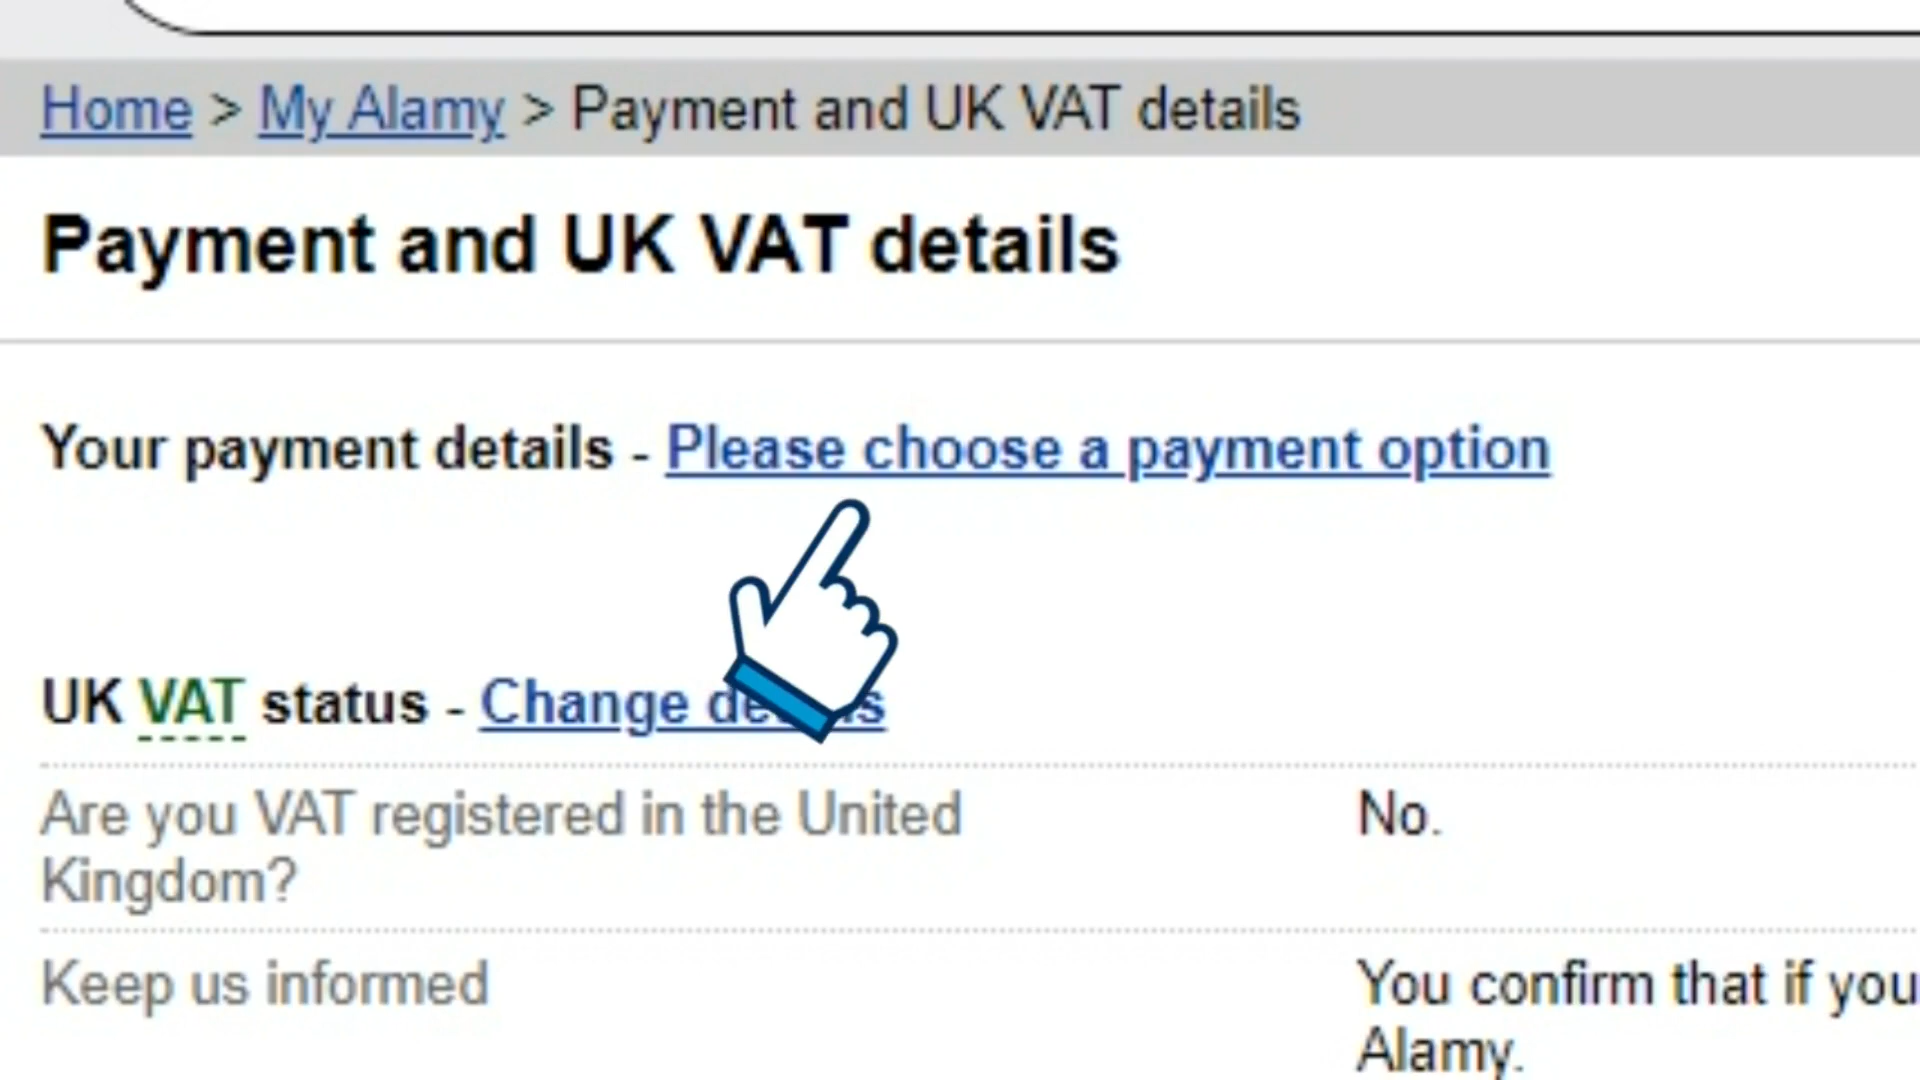 Home > My Alamy > Payment and UK VAT details
Payment and UK VAT details
Your payment details - Please choose a payment option
UK VAT status - Change
Are you VAT registered in the United No.
Kingdom?
Keep us informed You confirm that if you
Alamy.